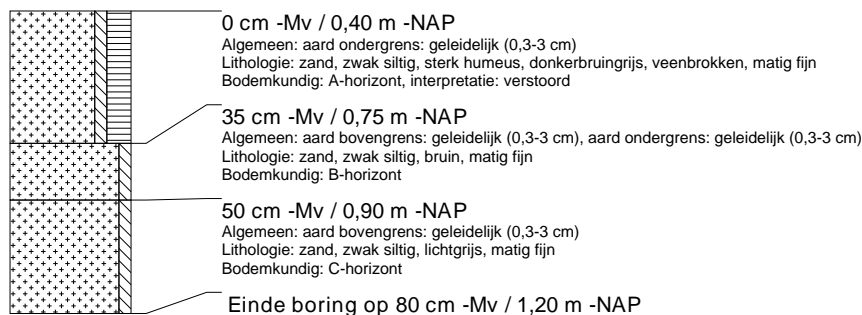 0 cm -Mv / 0,40 m -NAP
Algemeen: aard ondergrens: geleidelijk (0,3-3 cm)
Lithologie: zand, zwak siltig, sterk humeus, donkerbruingrijs, veenbrokken, matig fijn
Bodemkundig: A-horizont, interpretatie: verstoord
35 cm -Mv / 0,75 m -NAP
Algemeen: aard bovengrens: geleidelijk (0,3-3 cm), aard ondergrens: geleidelijk (0,3-3 cm)
Lithologie: zand, zwak siltig, bruin, matig fijn
Bodemkundig: B-horizont
50 cm -Mv / 0,90 m -NAP
Algemeen: aard bovengrens: geleidelijk (0,3-3 cm)
Lithologie: zand, zwak siltig, lichtgrijs, matig fijn
Bodemkundig: C-horizont
Einde boring op 80 cm -Mv / 1,20 m -NAP